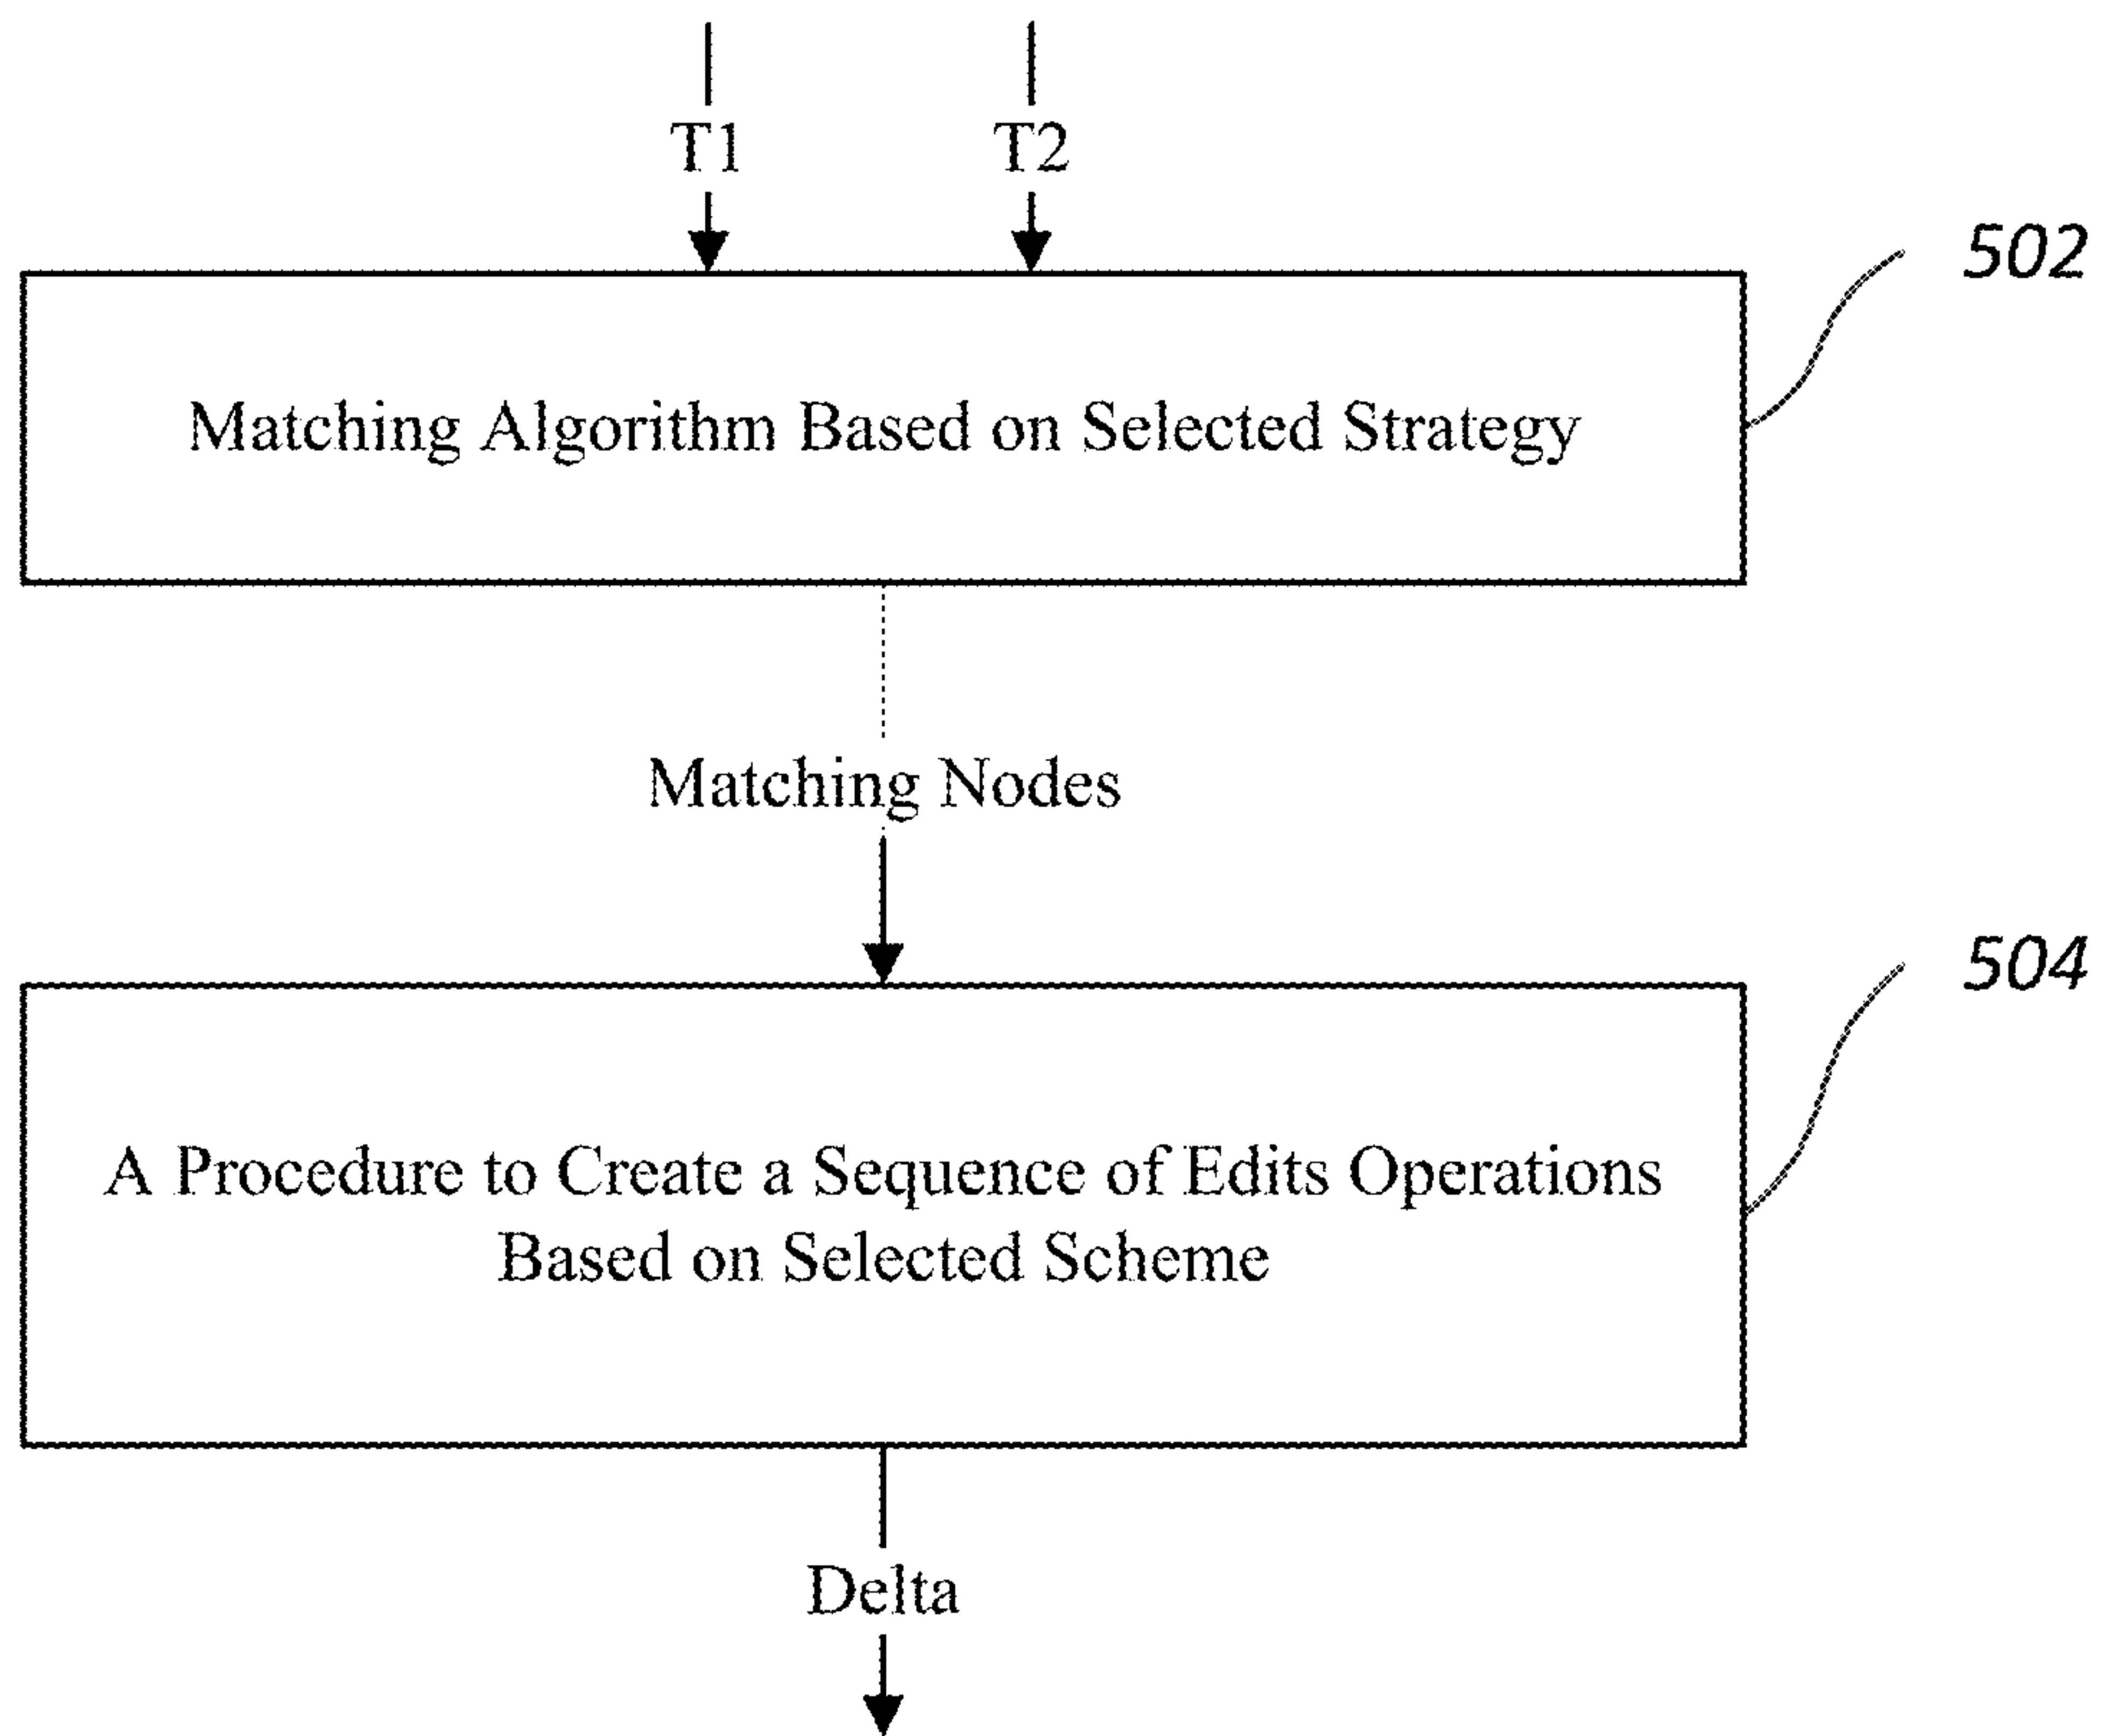 T1 T2
502
Matching Algorithm Based on Selected Strategy
Matching Nodes
504
A Procedure to Create a Sequence of Edits Operations
Based on Selected Scheme
Delta